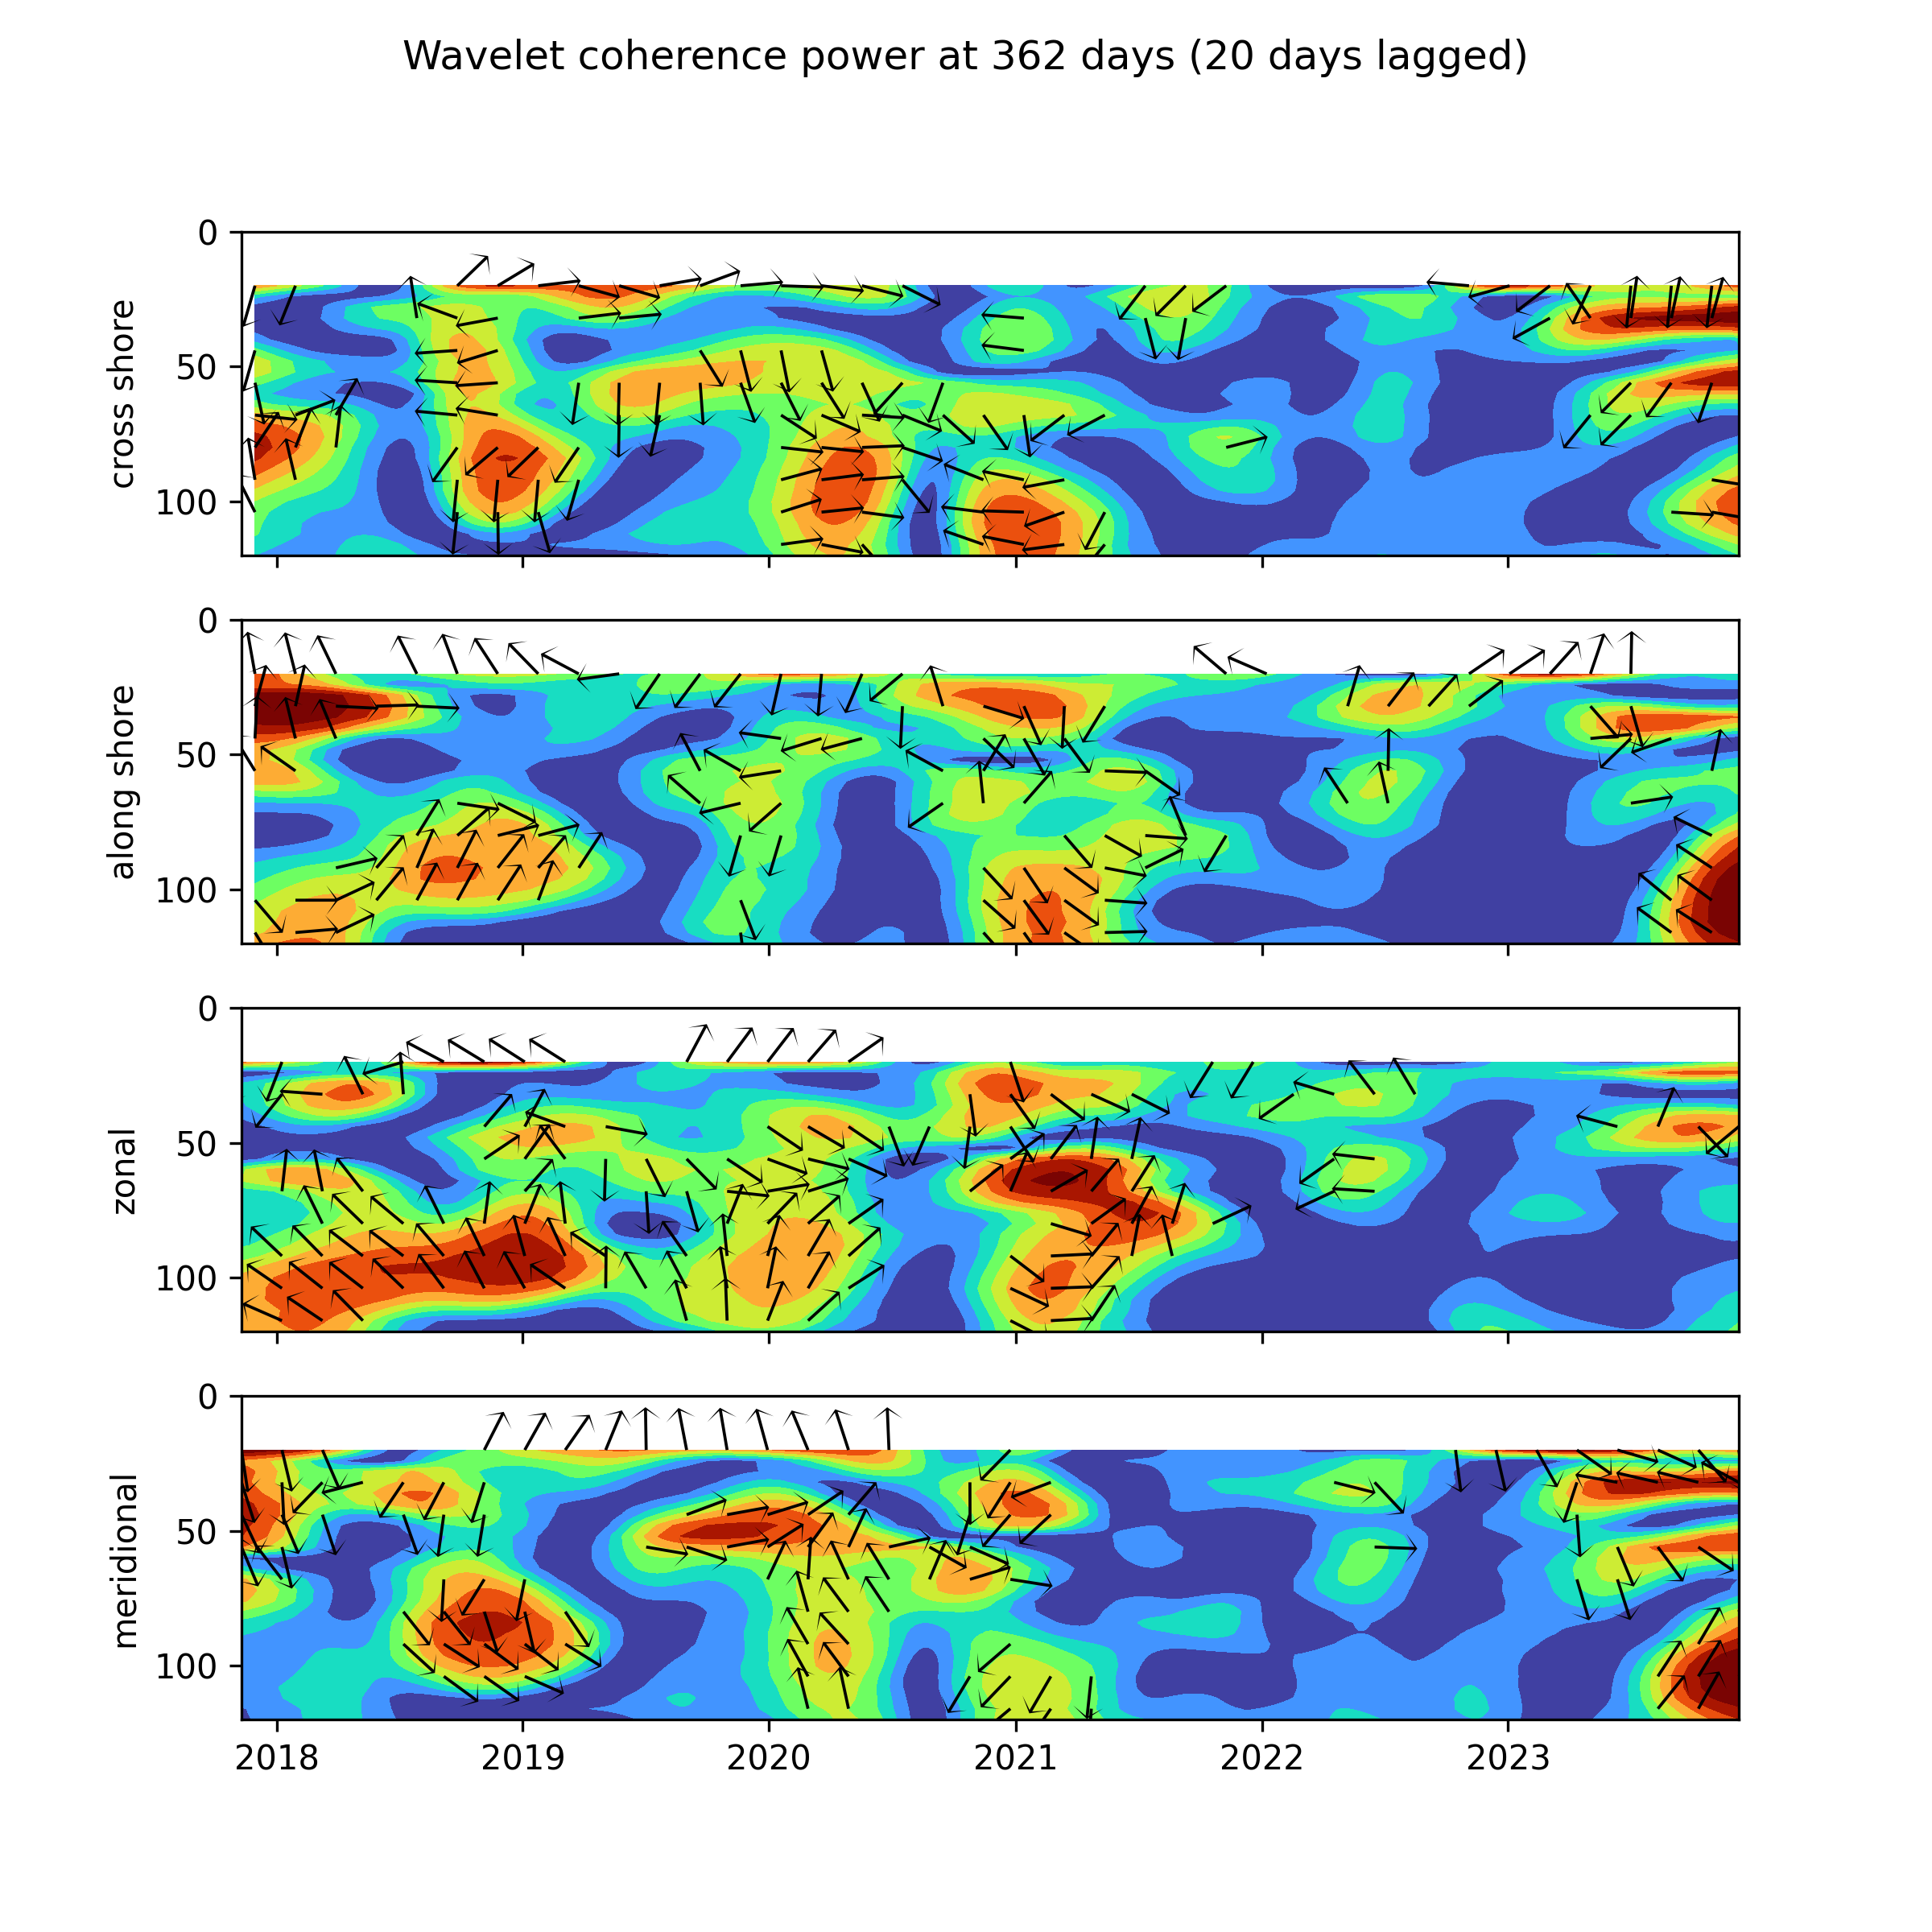 Wavelet coherence power at 362 days (20 days lagged)
0
50
100
cross shore
0
50
100
along shore
0
50
100
zonal
0
50
100
meridional
2018 2019 2020 2021 2022 2023